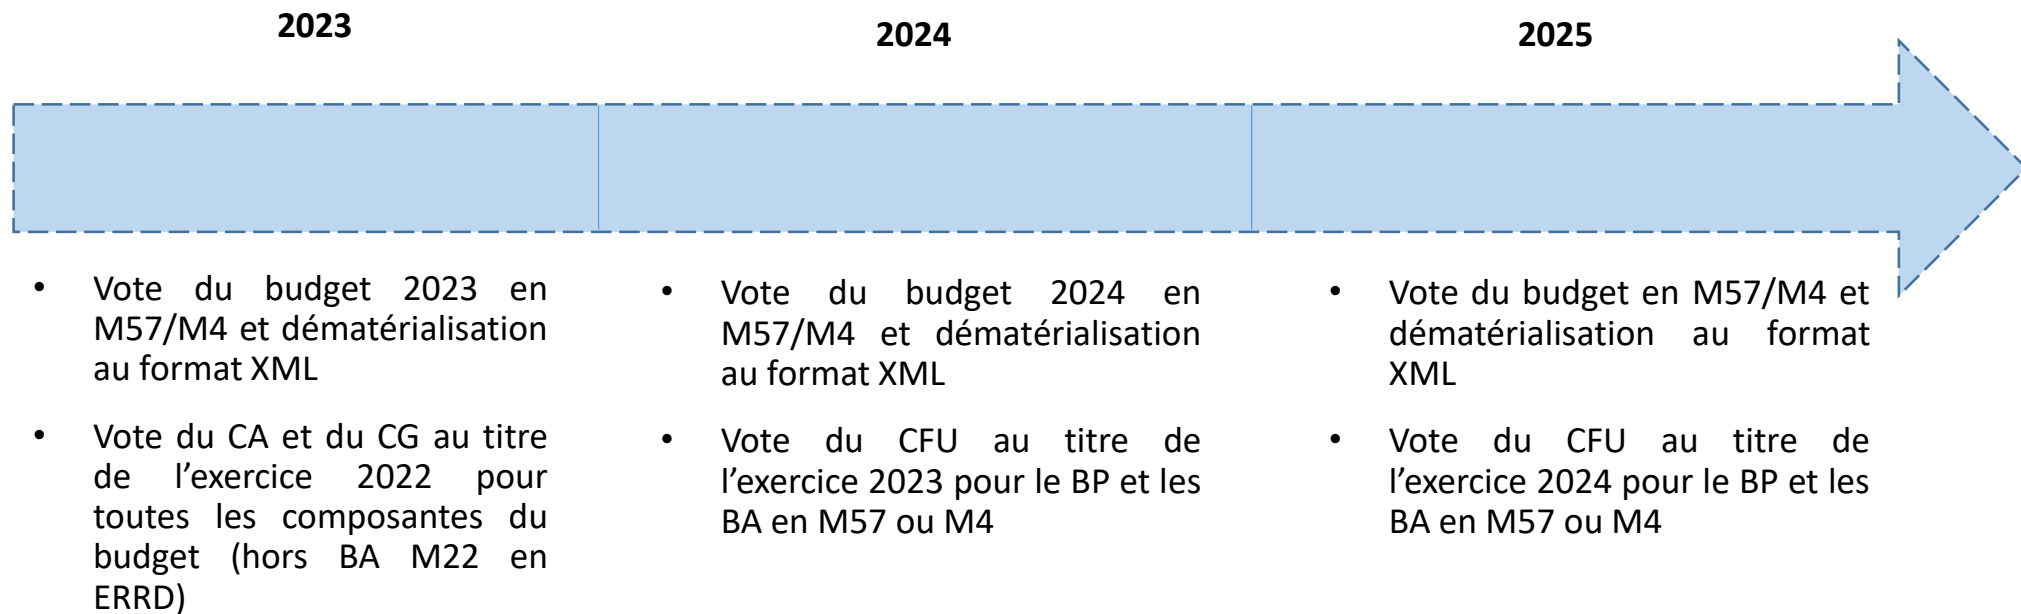 2023
2024
2025
• Vote du budget 2023 en
M57/M4 et dématérialisation
au format XML
• Vote du CA et du CG au titre
de l’exercice 2022 pour
toutes les composantes du
budget (hors BA M22 en
ERRD)
• Vote du budget 2024 en
M57/M4 et dématérialisation
au format XML
• Vote du CFU au titre de
l’exercice 2023 pour le BP et les
BA en M57 ou M4
• Vote du budget en M57/M4 et
dématérialisation au format
XML
• Vote du CFU au titre de
l’exercice 2024 pour le BP et les
BA en M57 ou M4